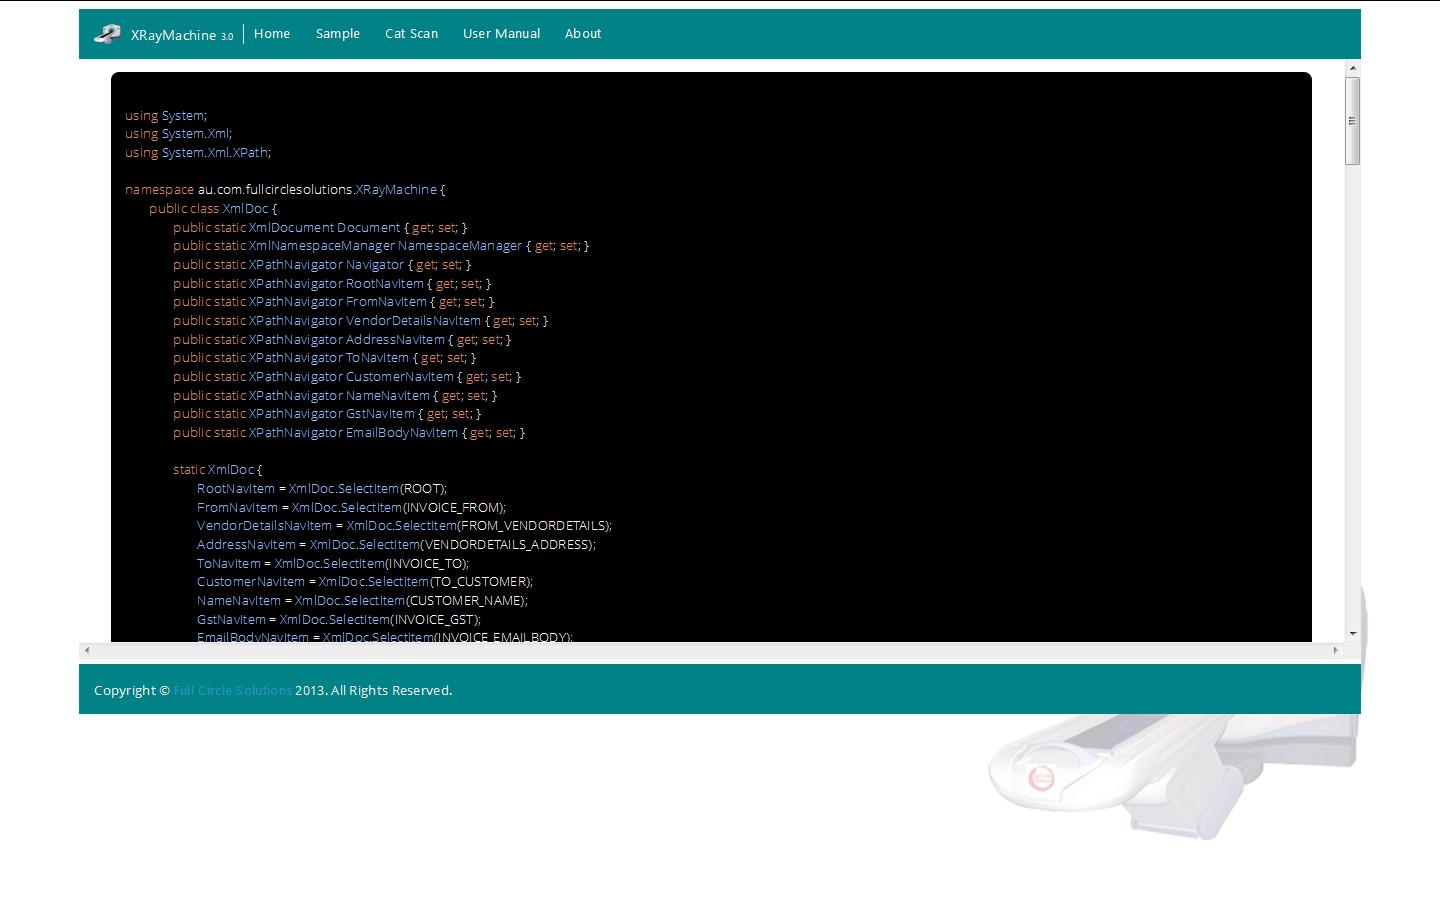 XRayMachine 3.0 Home Sample Cat Scan User Manual About
using System;
using System.Xml;
using System.Xml.XPath;
namespace au.com.fullcirclesolutions.XRayMachine {
public class XmlDoc {
public static XmlDocument Document { get; set; }
public static XmlNamespaceManager NamespaceManager { get; set; }
public static XPathNavigator Navigator { get; set; }
public static XPathNavigator RootNavItem { get; set; }
public static XPathNavigator FromNavItem { get; set; }
public static XPathNavigator VendorDetailsNavItem { get; set; }
public static XPathNavigator AddressNavItem { get; set; }
public static XPathNavigator ToNavItem { get; set; }
public static XPathNavigator CustomerNavItem { get; set; }
public static XPathNavigator NameNavItem { get; set; }
public static XPathNavigator GstNavItem { get; set; }
public static XPathNavigator EmailBodyNavItem { get; set; }
static XmlDoc {
RootNavItem = XmlDoc.SelectItem(ROOT);
FromNavItem = XmlDoc.SelectItem(INVOICE_FROM);
VendorDetailsNavItem = XmlDoc.SelectItem(FROM_VENDORDETAILS);
AddressNavItem = XmlDoc.SelectItem(VENDORDETAILS_ADDRESS);
ToNavItem = XmlDoc.SelectItem(INVOICE_TO);
CustomerNavItem = XmlDoc.SelectItem(TO_CUSTOMER);
NameNavItem = XmlDoc.SelectItem(CUSTOMER_NAME);
GstNavItem = XmlDoc.SelectItem(INVOICE_GST);
EmailBodyNavItem = XmlDoc.SelectItem(INVOICE_EMAILBODY);
Copyright © Full Circle Solutions 2013. All Rights Reserved.